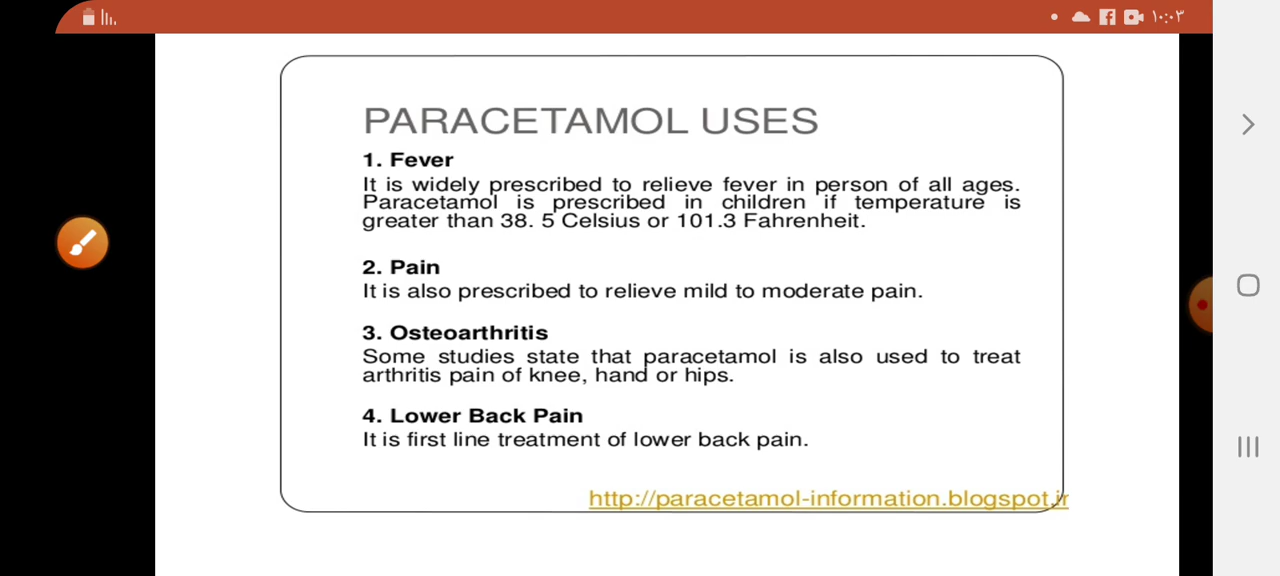 ١٠:٠٣
PARACETAMOL USES
1. Fever
It is widely prescribed to relieve fever in person of all ages.
Paracetamol is prescribed in children if temperature is
greater than 38. 5 Celsius or 101.3 Fahrenheit.
2. Pain
It is also prescribed to relieve mild to moderate pain.
3. Osteoarthritis
Some studies state that paracetamol is also used to treat
arthritis pain of knee, hand or hips.
4. Lower Back Pain
It is first line treatment of lower back pain.
http://paracetamol-information.blogspot.ir